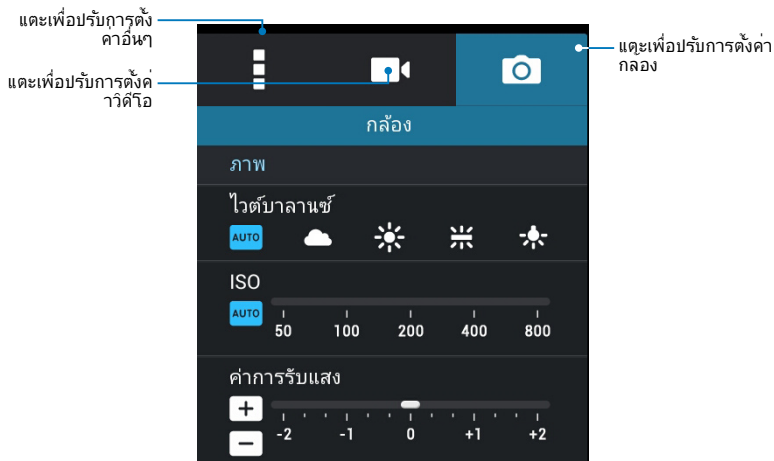 แตะเพื่อปรับการตั้ง
ค่าอื่นๆ
แตะเพื่อปรับการตั้งค่
าวิดีโอ
แตะเพื่อปรับการตั้งค่า
กล้อง
กล้อง
ภาพ
ไวต์บาลานซ์
AUTO
ISO
AUTO
50 100 200 400 800
ค่าการรับแสง
+
-2 -1 0 +1 +2
−